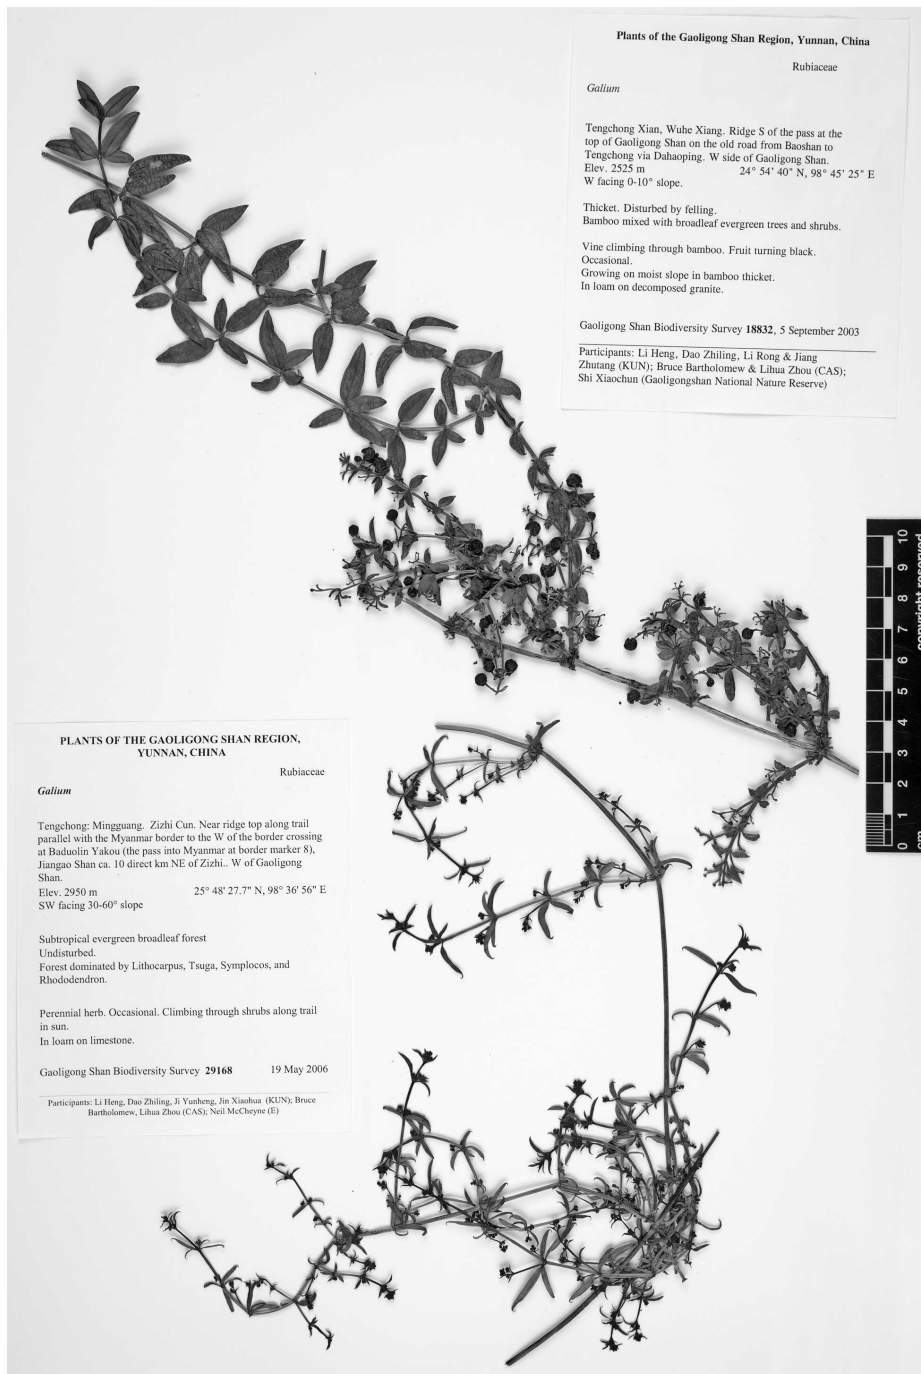 Plants of the Gaoligong Shan Region, Yunnan, China
Rubiaceae
Galium
Tengchong Xian, Wuhe Xiang. Ridge S of the pass at the
top of Gaoligong Shan on the old road from Baoshan to
Tengchong via Dahaoping. W side of Gaoligong Shan.
Elev. 2525 m 24° 54' 40" N, 98° 45' 25" E
W facing 0-10° slope.
Thicket. Disturbed by felling.
Bamboo mixed with broadleaf evergreen trees and shrubs.
Vine climbing through bamboo. Fruit turning black.
Occasional.
Growing on moist slope in bamboo thicket.
In loam on decomposed granite.
Gaoligong Shan Biodiversity Survey 18832, 5 September 2003
Participants: Li Heng, Dao Zhiling, Li Rong & Jiang
Zhutang (KUN); Bruce Bartholomew & Lihua Zhou (CAS);
Shi Xiaochun (Gaoligongshan National Nature Reserve)
0 1 2 3 4 5 6 7 8 9 10
cm copyright reserved
PLANTS OF THE GAOLIGONG SHAN REGION,
YUNNAN, CHINA
Rubiaceae
Galium
Tengchong: Mingguang. Zizhi Cun. Near ridge top along trail
parallel with the Myanmar border to the W of the border crossing
at Baduolin Yakou (the pass into Myanmar at border marker 8),
Jiangao Shan ca. 10 direct km NE of Zizhi.. W of Gaoligong
Shan.
Elev. 2950 m 25° 48' 27.7" N, 98° 36' 56" E
SW facing 30-60° slope
Subtropical evergreen broadleaf forest
Undisturbed.
Forest dominated by Lithocarpus, Tsuga, Symplocos, and
Rhododendron.
Perennial herb. Occasional. Climbing through shrubs along trail
in sun.
In loam on limestone.
Gaoligong Shan Biodiversity Survey 29168 19 May 2006
Participants: Li Heng, Dao Zhiling, Ji Yunheng, Jin Xiaohua (KUN); Bruce
Bartholomew, Lihua Zhou (CAS); Neil McCheyne (E)